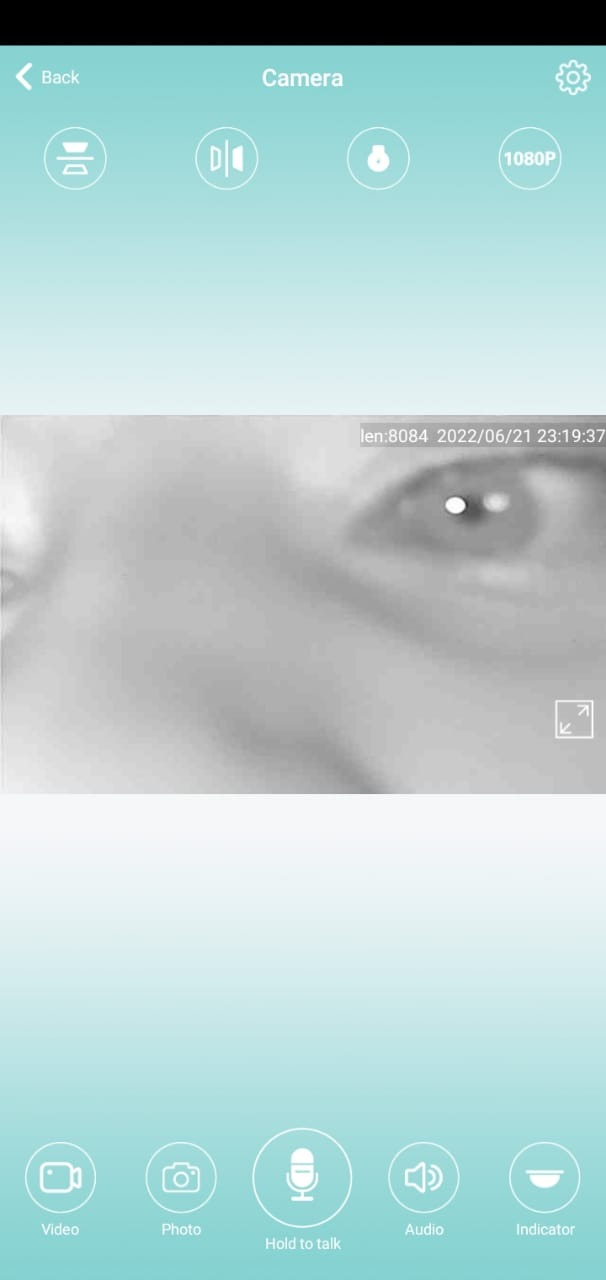 Back
Camera
1080P
len:8084 2022/06/21 23:19:37
Video
Photo
Hold to talk
Audio
Indicator